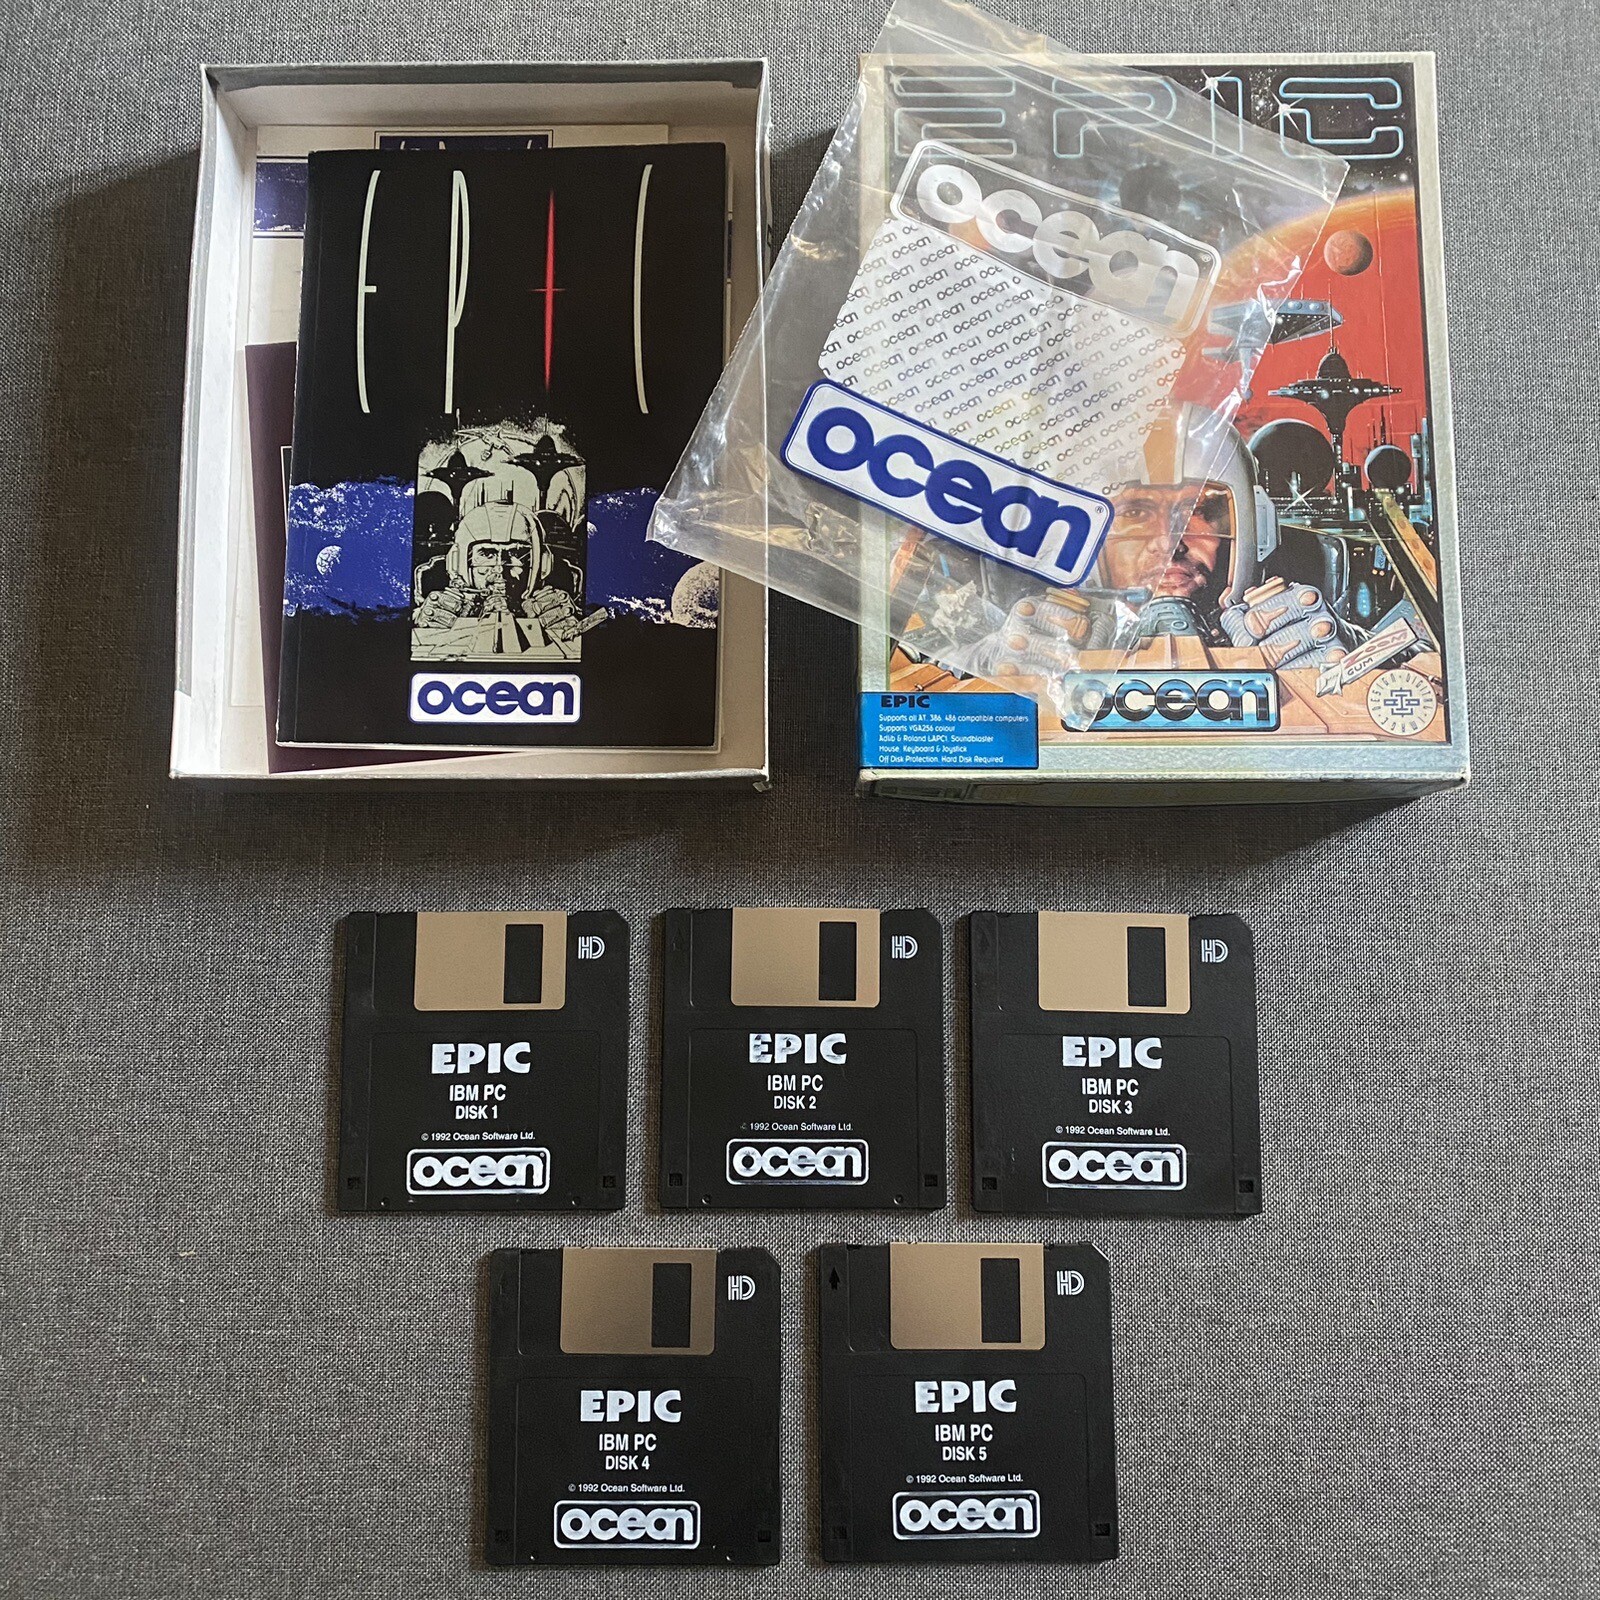 EPIC
ocean
EPIC
ocean
ocean
ocean
EPIC
Supports all AT, 386, 486 compatible computers
Supports VGA256 colour
Adlib & Roland LAPC1, Soundblaster
Mouse, Keyboard & Joystick
Off Disk Protection, Hard Disk Required
ZOOM
GUM
HD
EPIC
IBM PC
DISK 1
© 1992 Ocean Software Ltd.
ocean
HD
EPIC
IBM PC
DISK 2
1992 Ocean Software Ltd.
ocean
HD
EPIC
IBM PC
DISK 3
© 1992 Ocean Software Ltd.
ocean
HD
EPIC
IBM PC
DISK 4
© 1992 Ocean Software Ltd.
ocean
HD
EPIC
IBM PC
DISK 5
© 1992 Ocean Software Ltd.
ocean